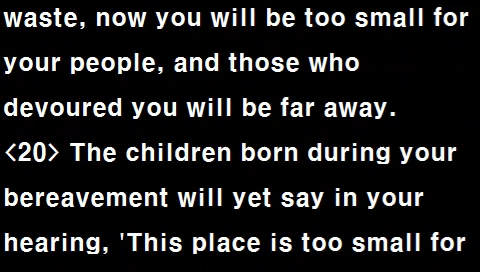 waste, now you will be too small for
your people, and those who
devoured you will be far away.
<20> The children born during your
bereavement will yet say in your
hearing, 'This place is too small for